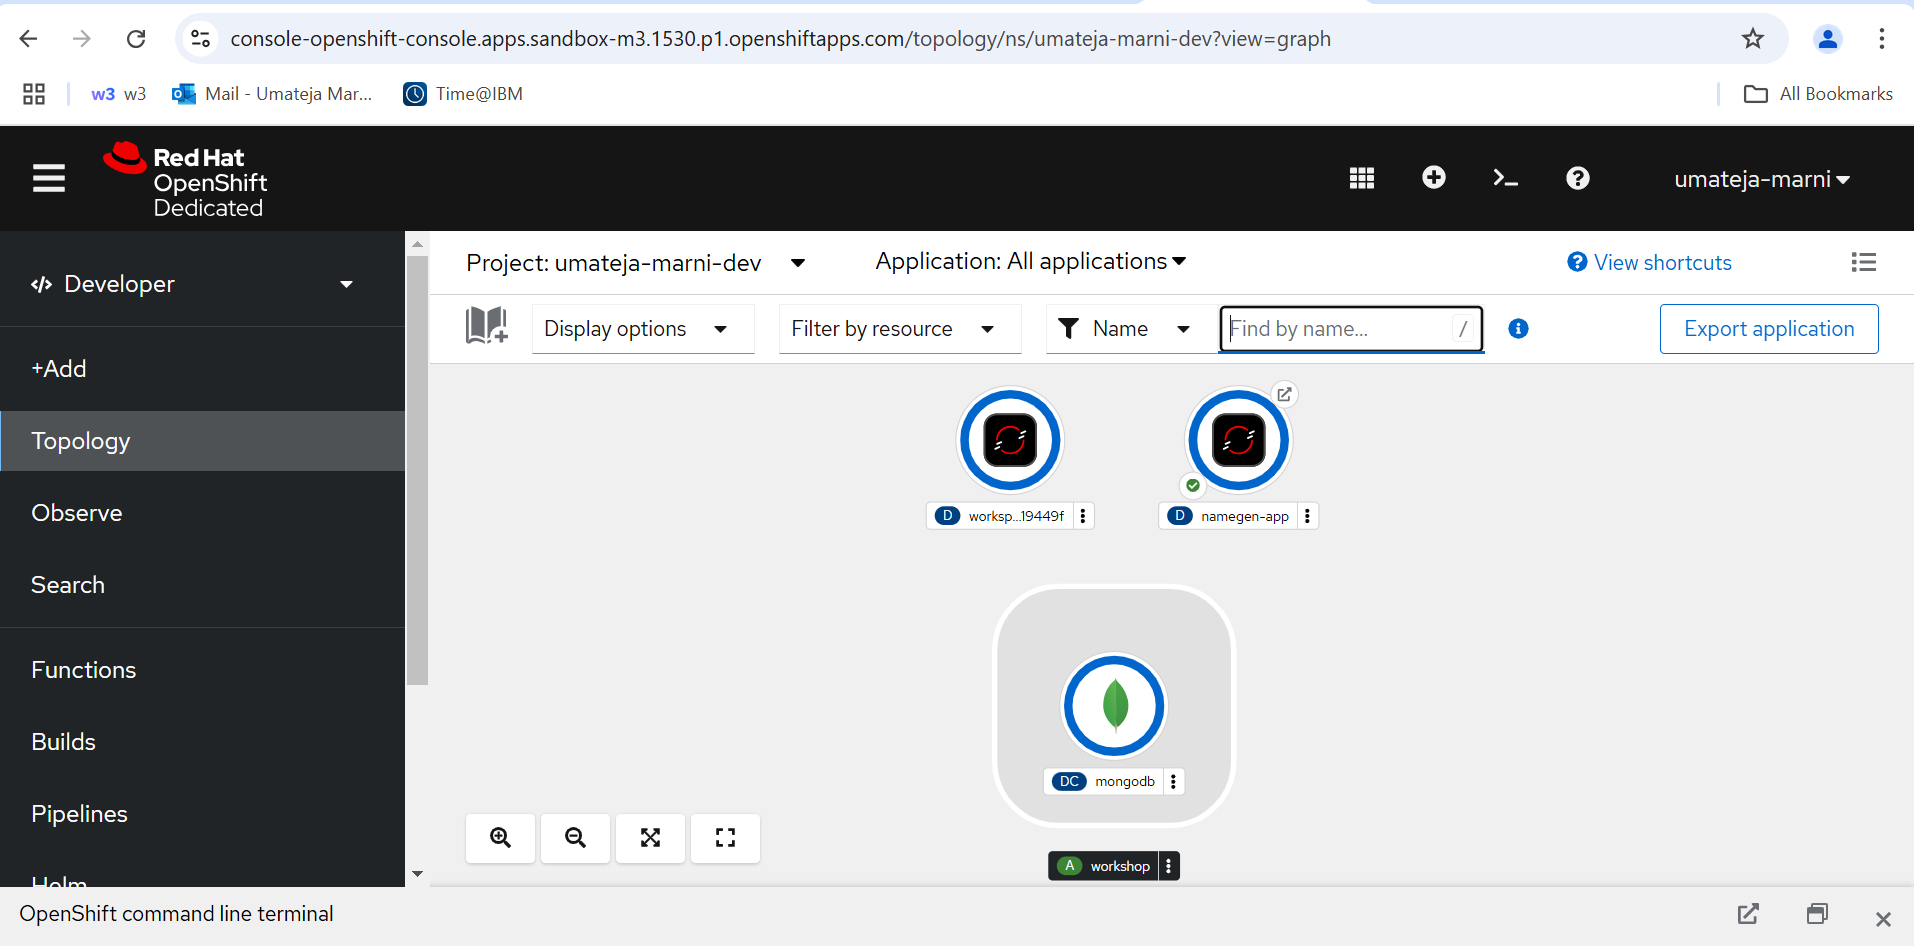 console-openshift-console.apps.sandbox-m3.1530.p1.openshiftapps.com/topology/ns/umateja-marni-dev?view=graph
w3 w3 Mail - Umateja Mar... Time@IBM All Bookmarks
Red Hat
OpenShift
Dedicated
umateja-marni
Developer
+Add
Topology
Observe
Search
Functions
Builds
Pipelines
Helm
Project: umateja-marni-dev Application: All applications View shortcuts
Display options Filter by resource Name Find by name... / Export application
D worksp...19449f D namegen-app
DC mongodb
A workshop
OpenShift command line terminal